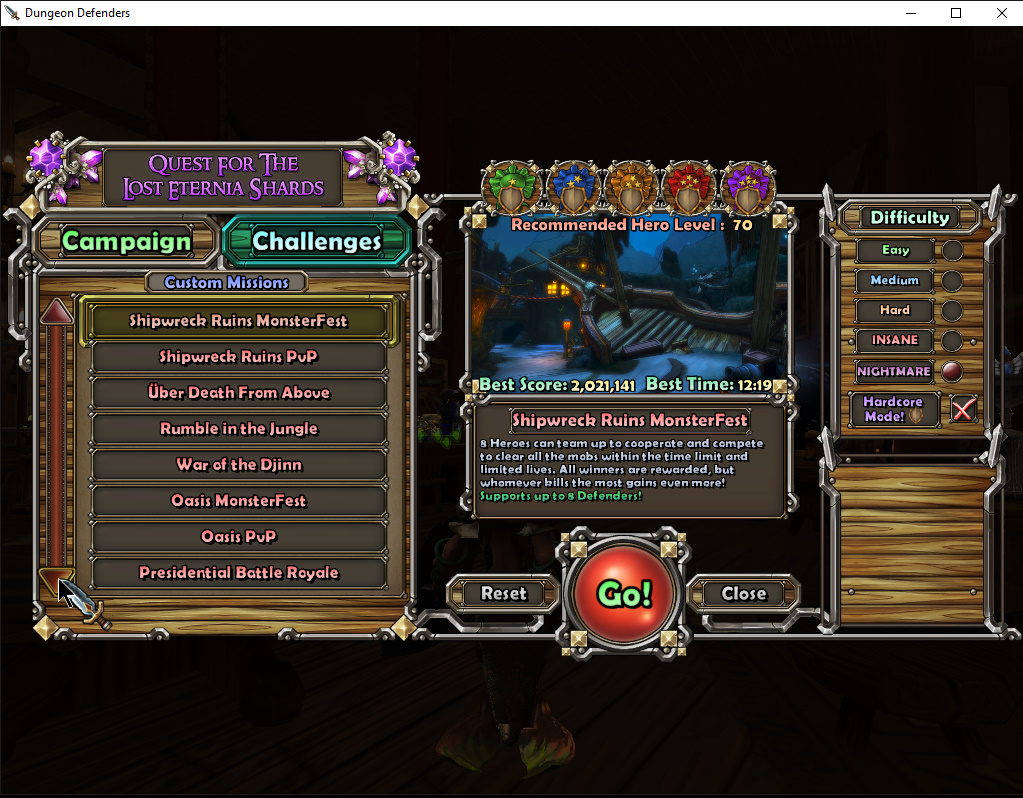 Dungeon Defenders
Quest for The
Lost Eternia Shards
Campaign
Challenges
Custom Missions
Shipwreck Ruins MonsterFest
Shipwreck Ruins PvP
Über Death From Above
Rumble in the Jungle
War of the Djinn
Oasis MonsterFest
Oasis PvP
Presidential Battle Royale
Recommended Hero Level : 70
Best Score: 2,021,141 Best Time: 12:19
Shipwreck Ruins MonsterFest
8 Heroes can team up to cooperate and compete
to clear all the mobs within the time limit and
limited lives. All winners are rewarded, but
whomever kills the most gains even more!
Supports up to 8 Defenders!
Reset
Go!
Close
Difficulty
Easy
Medium
Hard
INSANE
NIGHTMARE
Hardcore
Mode!